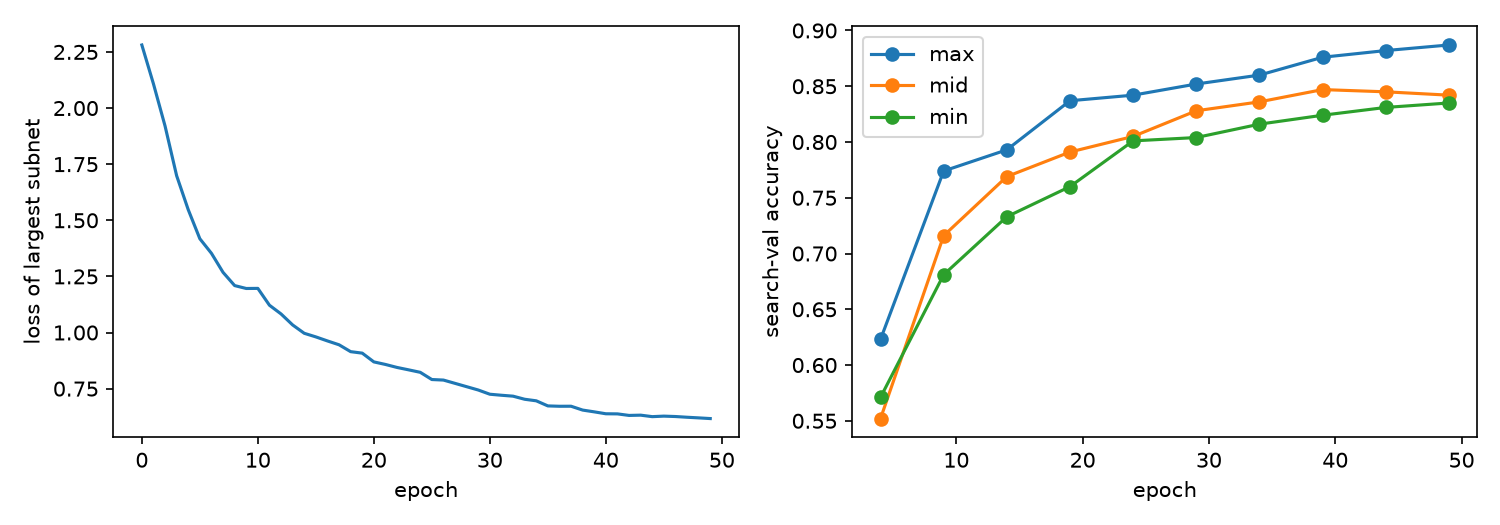 loss of largest subnet
2.25
2.00
1.75
1.50
1.25
1.00
0.75
0 10 20 30 40 50
epoch
search-val accuracy
0.90
0.85
0.80
0.75
0.70
0.65
0.60
0.55
max
mid
min
10 20 30 40 50
epoch